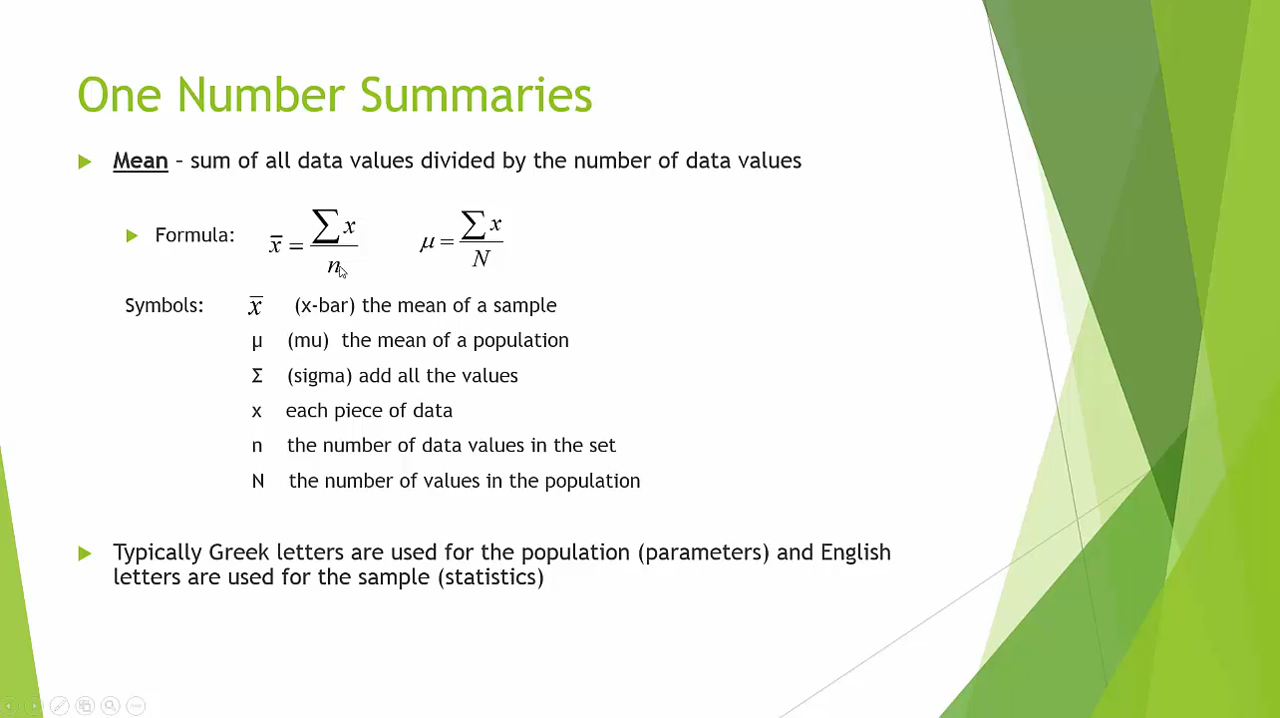 One Number Summaries
Mean – sum of all data values divided by the number of data values
Formula: x̄ = ∑x / n μ = ∑x / N
Symbols: x̄ (x-bar) the mean of a sample
μ (mu) the mean of a population
Σ (sigma) add all the values
x each piece of data
n the number of data values in the set
N the number of values in the population
Typically Greek letters are used for the population (parameters) and English
letters are used for the sample (statistics)